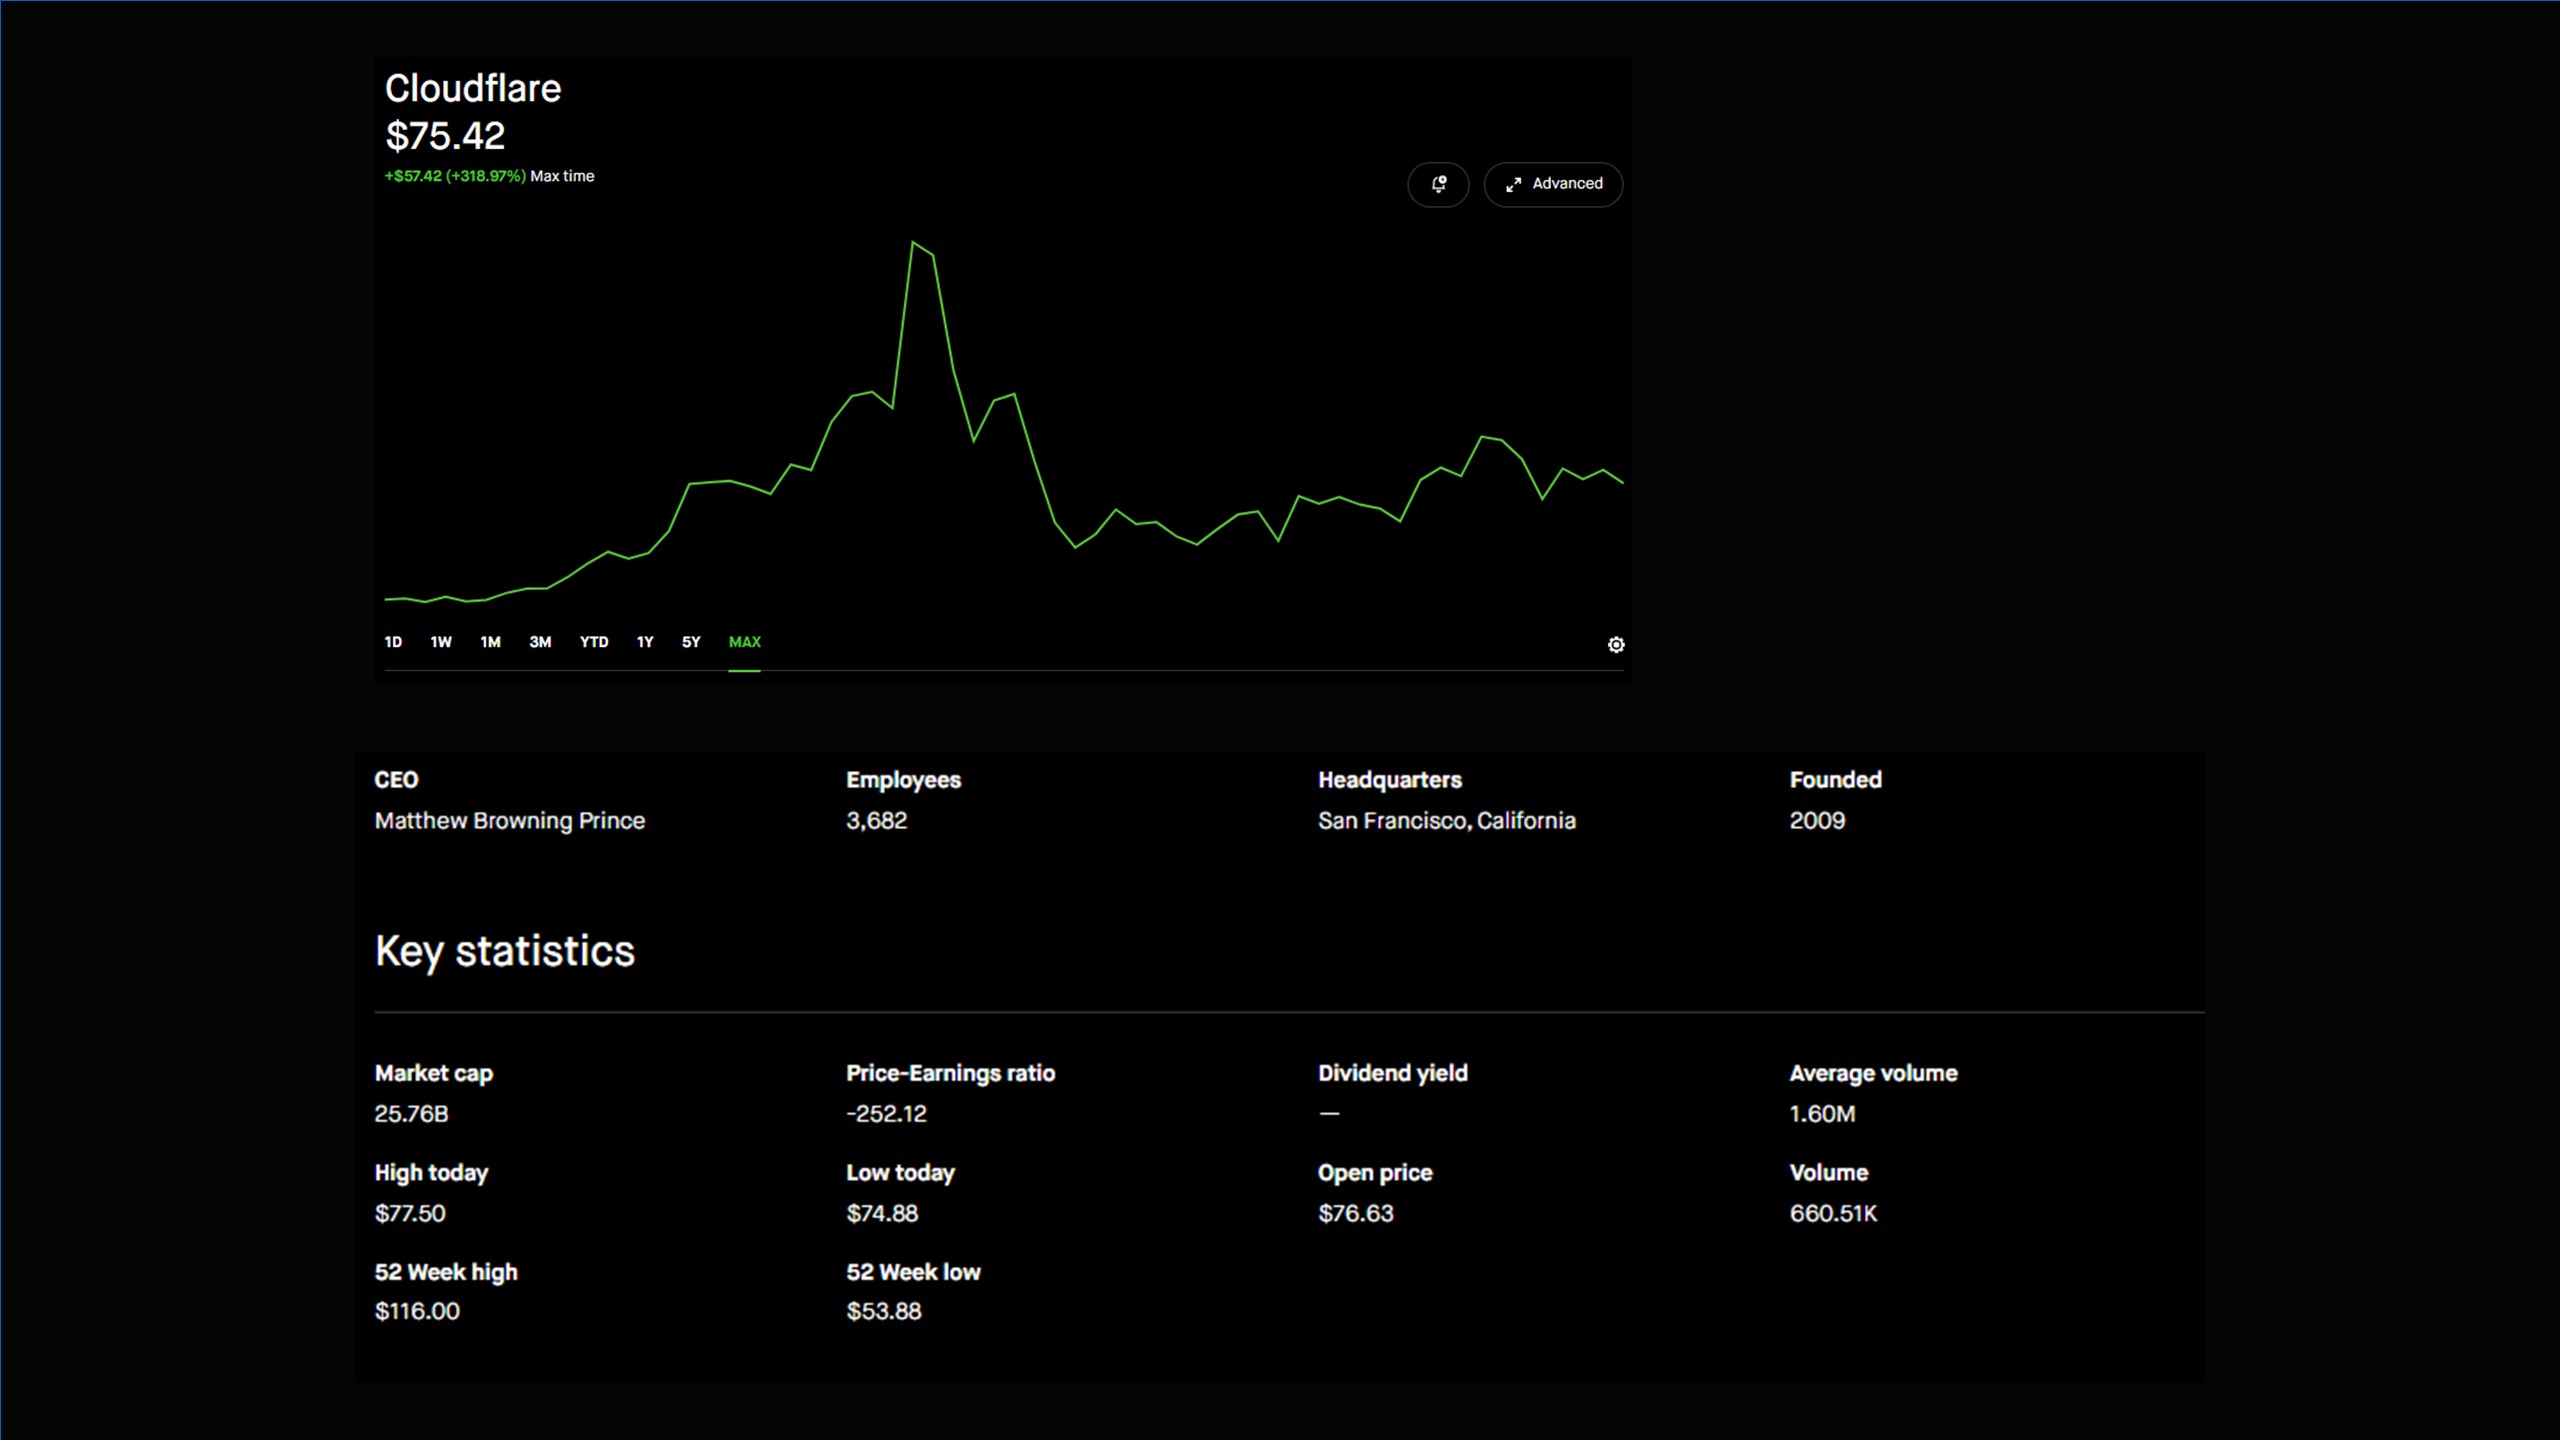 Cloudflare
$75.42
+$57.42 (+318.97%) Max time
Advanced
1D 1W 1M 3M YTD 1Y 5Y MAX
CEO Employees Headquarters Founded
Matthew Browning Prince 3,682 San Francisco, California 2009
Key statistics
Market cap Price-Earnings ratio Dividend yield Average volume
25.76B -252.12 — 1.60M
High today Low today Open price Volume
$77.50 $74.88 $76.63 660.51K
52 Week high 52 Week low
$116.00 $53.88